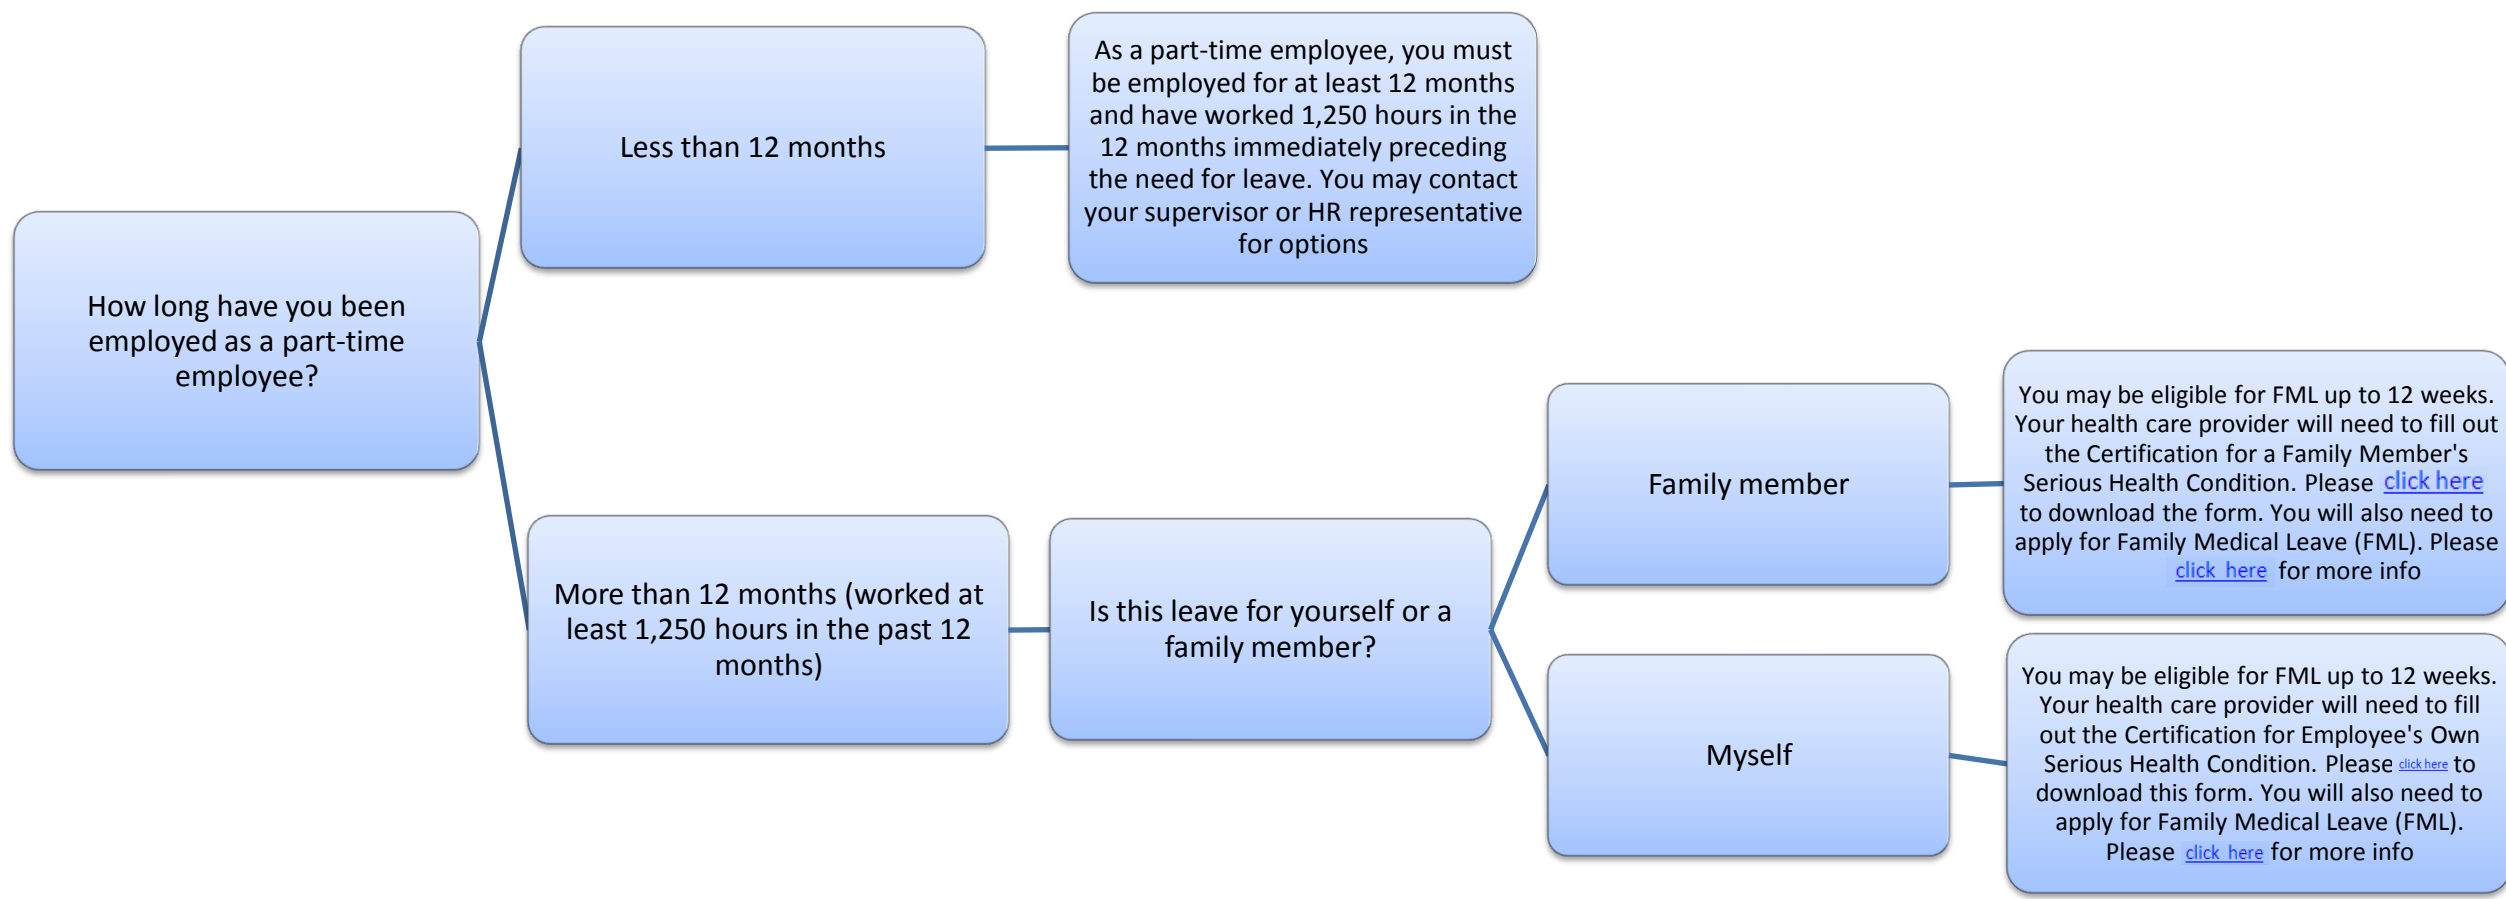 How long have you been
employed as a part-time
employee?
Less than 12 months
As a part-time employee, you must
be employed for at least 12 months
and have worked 1,250 hours in the
12 months immediately preceding
the need for leave. You may contact
your supervisor or HR representative
for options
More than 12 months (worked at
least 1,250 hours in the past 12
months)
Is this leave for yourself or a
family member?
Family member
You may be eligible for FML up to 12 weeks.
Your health care provider will need to fill out
the Certification for a Family Member's
Serious Health Condition. Please click here
to download the form. You will also need to
apply for Family Medical Leave (FML). Please
click here for more info
Myself
You may be eligible for FML up to 12 weeks.
Your health care provider will need to fill
out the Certification for Employee's Own
Serious Health Condition. Please click here to
download this form. You will also need to
apply for Family Medical Leave (FML).
Please click here for more info